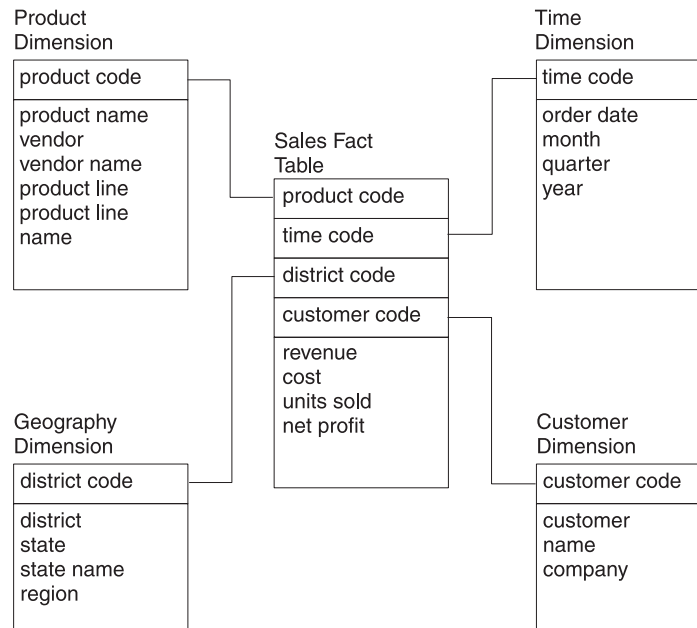 Product
Dimension
product code
product name
vendor
vendor name
product line
product line
name
Time
Dimension
time code
order date
month
quarter
year
Sales Fact
Table
product code
time code
district code
customer code
revenue
cost
units sold
net profit
Geography
Dimension
district code
district
state
state name
region
Customer
Dimension
customer code
customer
name
company